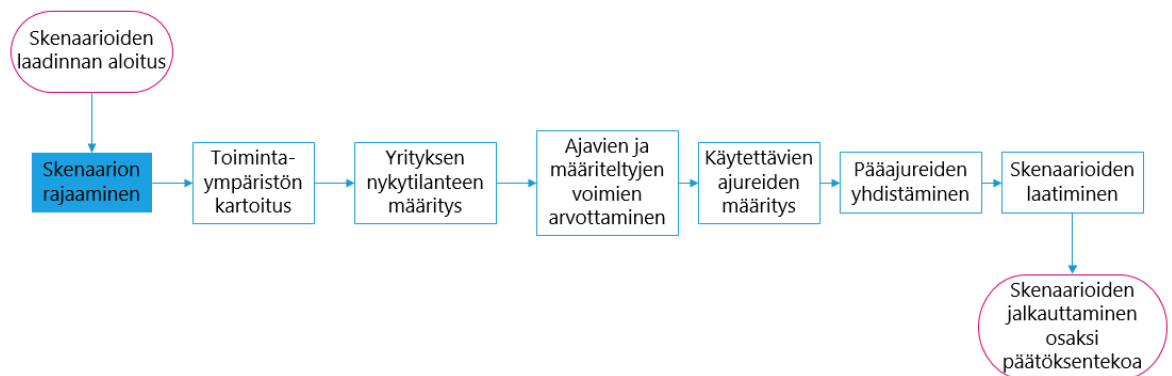 Skenaarioiden
laadinnan aloitus
Skenaarion
rajaaminen
Toiminta-
ympäristön
kartoitus
Yrityksen
nykytilanteen
määritys
Ajavien ja
määriteltyjen
voimien
arvottaminen
Käytettävien
ajureiden
määritys
Pääajureiden
yhdistäminen
Skenaarioiden
laatiminen
Skenaarioiden
jalkauttaminen
osaksi
päätöksentekoa